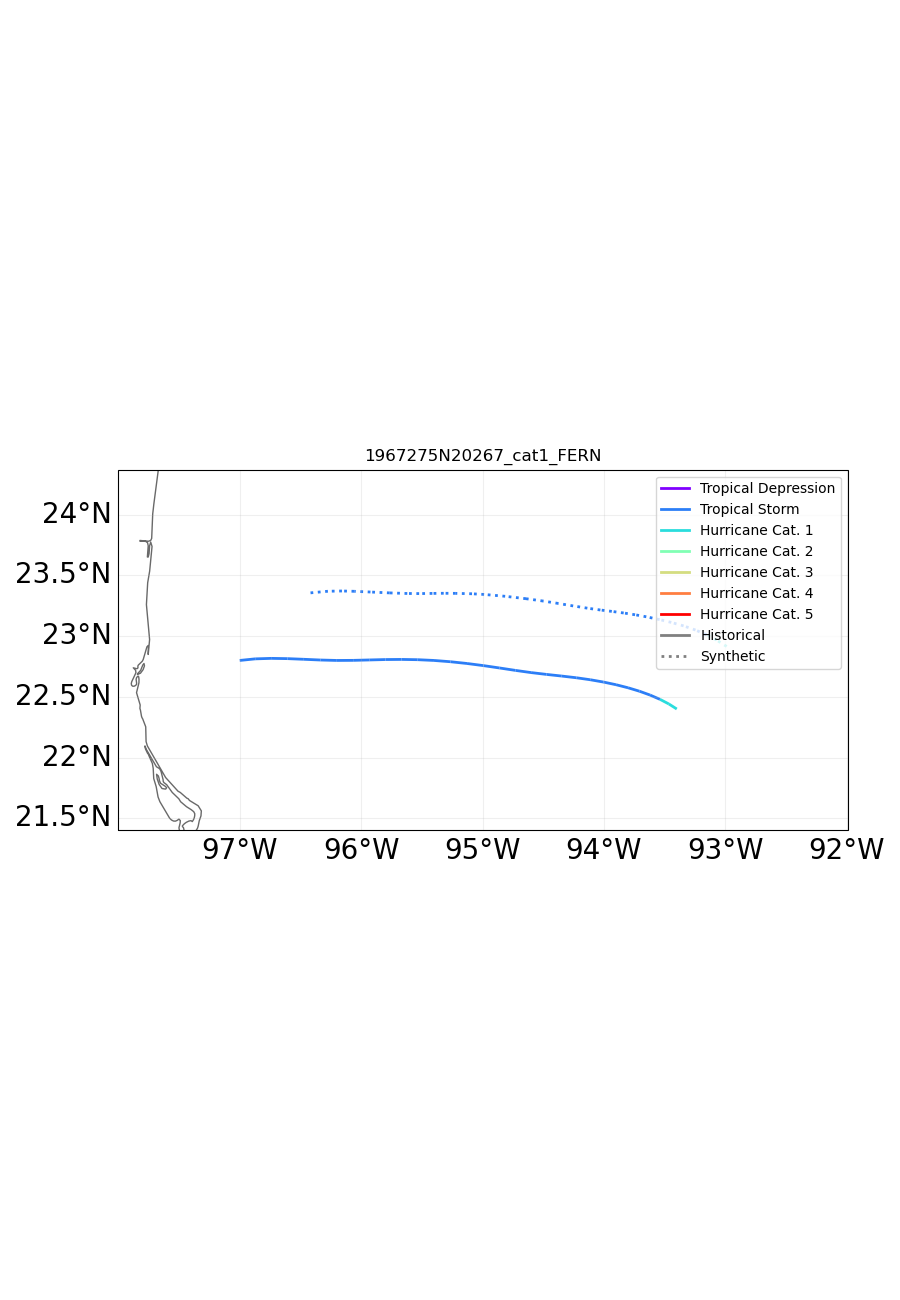 1967275N20267_cat1_FERN
Tropical Depression
Tropical Storm
Hurricane Cat. 1
Hurricane Cat. 2
Hurricane Cat. 3
Hurricane Cat. 4
Hurricane Cat. 5
Historical
Synthetic
24°N
23.5°N
23°N
22.5°N
22°N
21.5°N
97°W 96°W 95°W 94°W 93°W 92°W